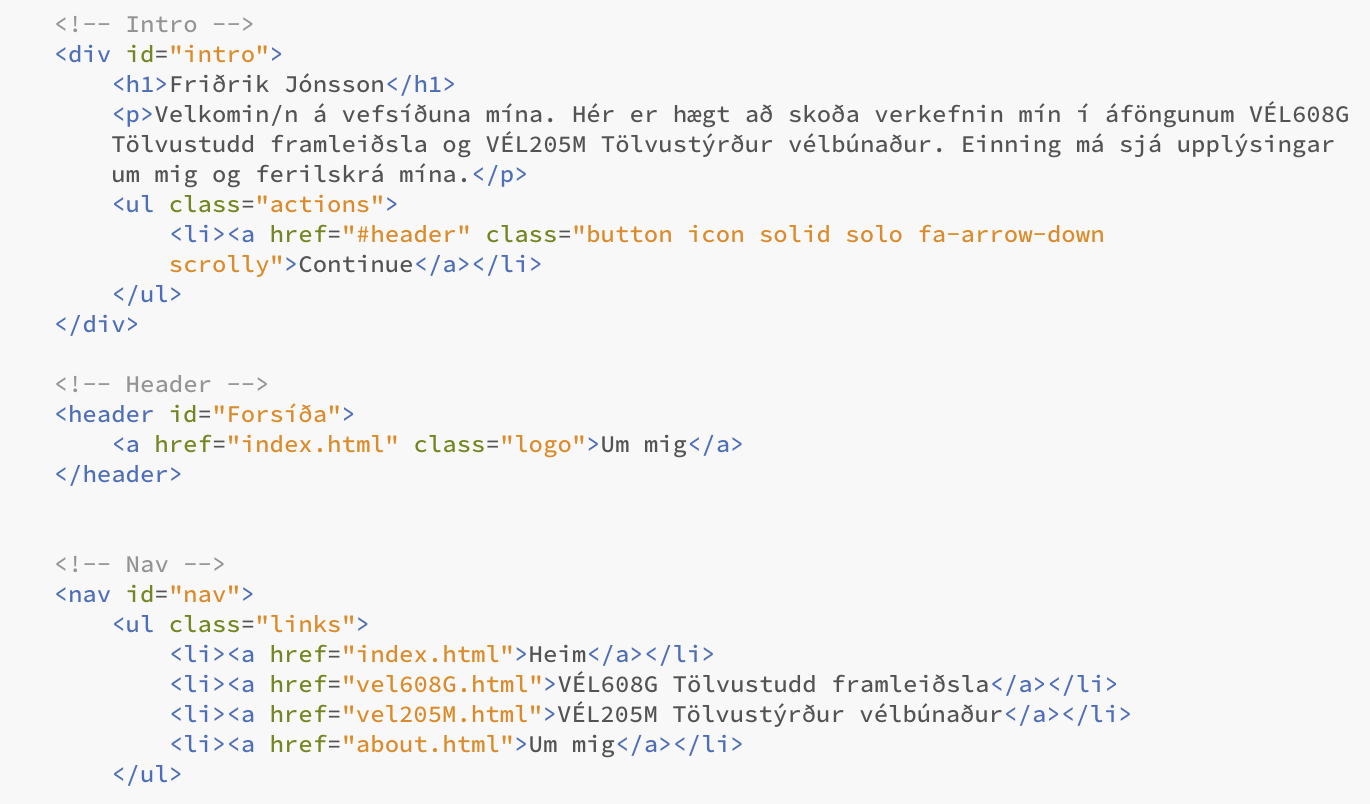 <!-- Intro -->
<div id="intro">
<h1>Friðrik Jónsson</h1>
<p>Velkomin/n á vefsíðuna mína. Hér er hægt að skoða verkefnin mín í áföngunum VÉL608G
Tölvustudd framleiðsla og VÉL205M Tölvustýrður vélbúnaður. Einning má sjá upplýsingar
um mig og ferilskrá mína.</p>
<ul class="actions">
<li><a href="#header" class="button icon solid solo fa-arrow-down
scrolly">Continue</a></li>
</ul>
</div>
<!-- Header -->
<header id="Forsíða">
<a href="index.html" class="logo">Um mig</a>
</header>
<!-- Nav -->
<nav id="nav">
<ul class="links">
<li><a href="index.html">Heim</a></li>
<li><a href="vel608G.html">VÉL608G Tölvustudd framleiðsla</a></li>
<li><a href="vel205M.html">VÉL205M Tölvustýrður vélbúnaður</a></li>
<li><a href="about.html">Um mig</a></li>
</ul>